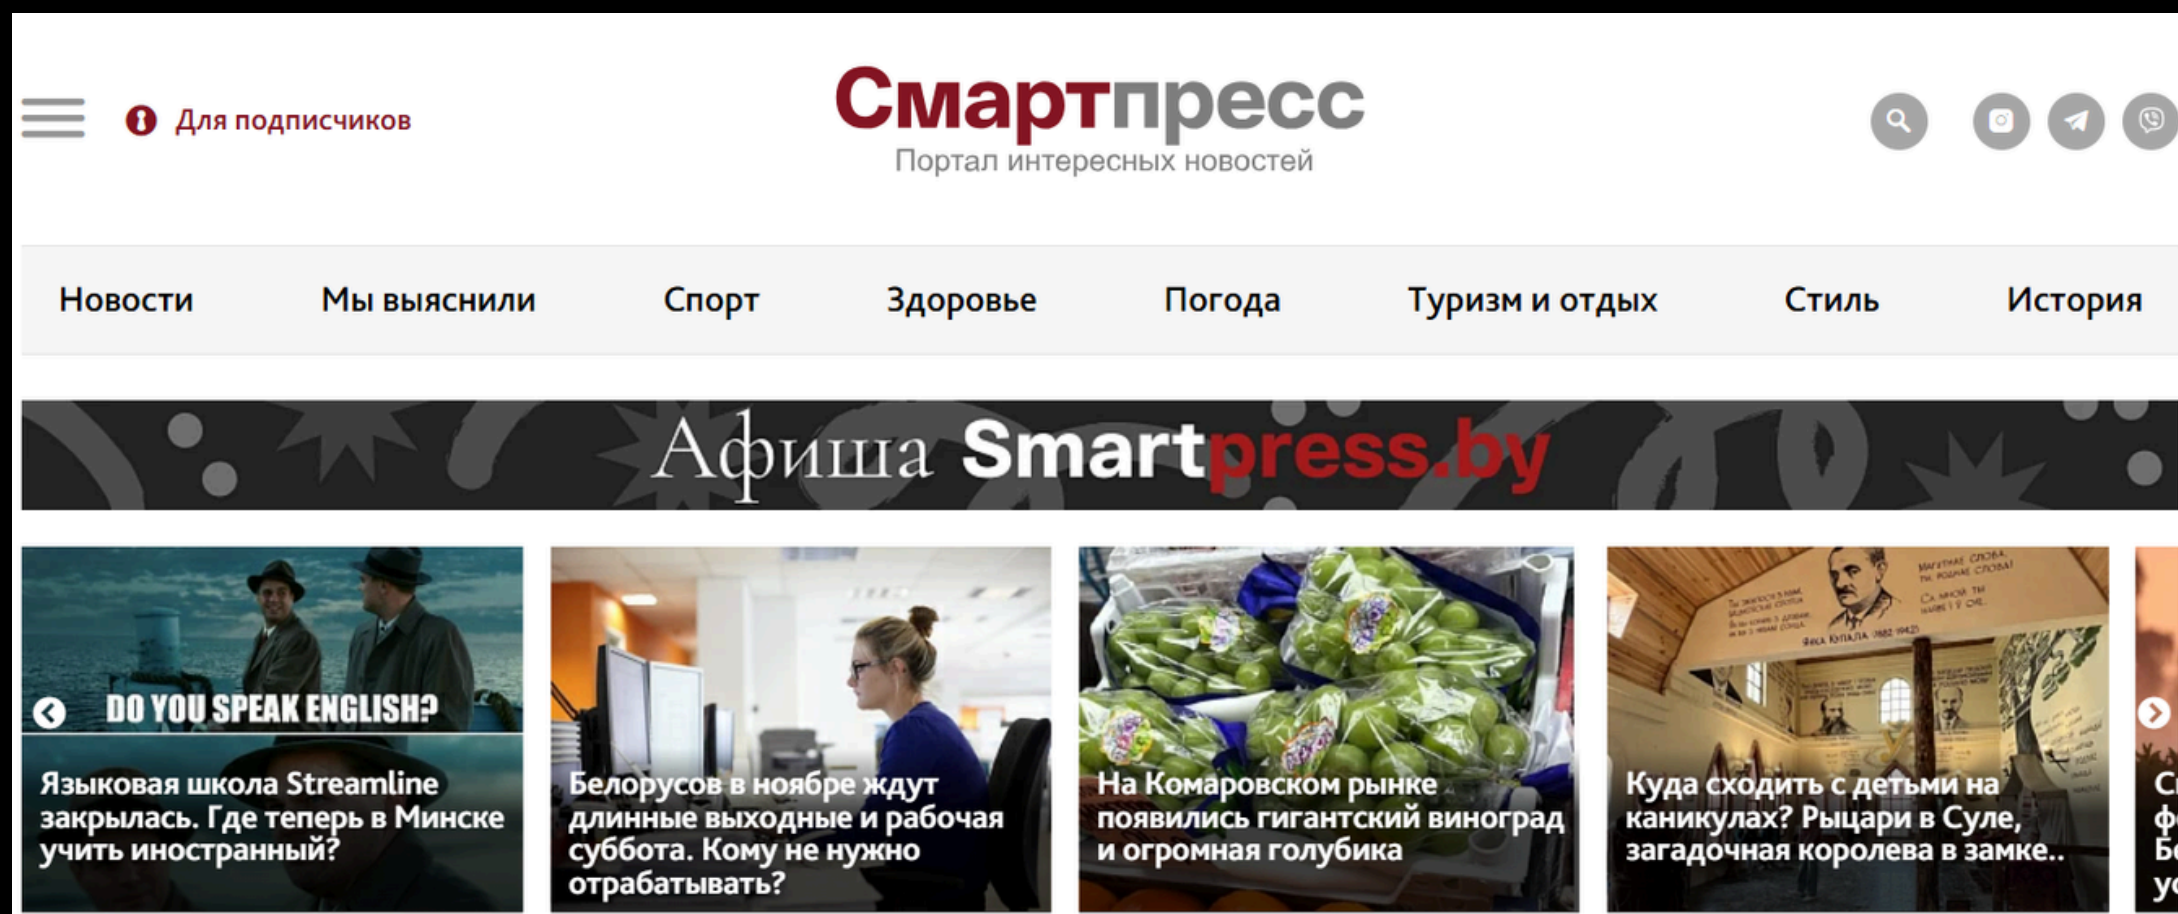 Для подписчиков
Смартпресс
Портал интересных новостей
Новости Мы выяснили Спорт Здоровье Погода Туризм и отдых Стиль История
Афиша Smartpress.by
DO YOU SPEAK ENGLISH?
Языковая школа Streamline
закрылась. Где теперь в Минске
учить иностранный?
Белорусов в ноябре ждут
длинные выходные и рабочая
суббота. Кому не нужно
отрабатывать?
На Комаровском рынке
появились гигантский виноград
и огромная голубика
Куда сходить с детьми на
каникулах? Рыцари в Суле,
загадочная королева в замке..